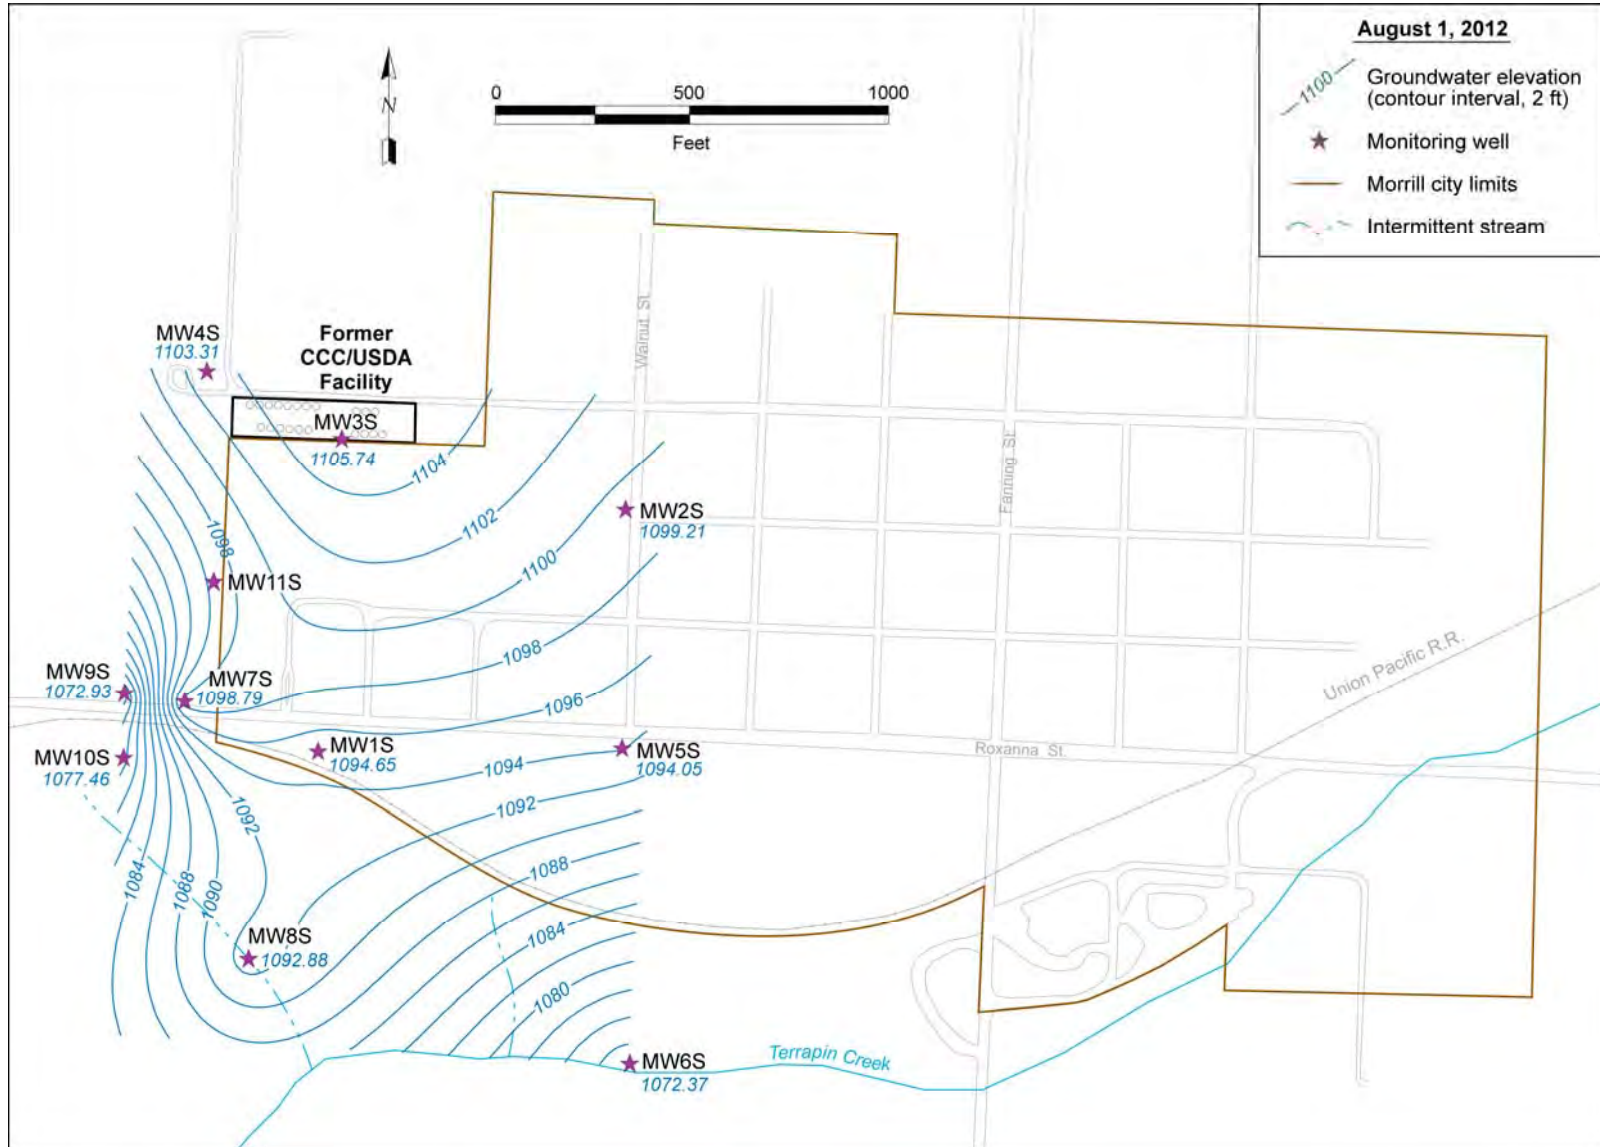 August 1, 2012
1100
Groundwater elevation
(contour interval, 2 ft)
Monitoring well
Morrill city limits
Intermittent stream
N
0 500 1000
Feet
Walnut St.
MW4S
1103.31
Former
CCC/USDA
Facility
MW3S
1105.74
1104
1102
Fanning St.
MW2S
1099.21
1098
1100
MW11S
1098
MW9S
1072.93
MW7S
1098.79
1096
Union Pacific R.R.
MW1S
1094.65
MW5S
1094.05
Roxanna St.
MW10S
1077.46
1094
1092
1092
1084
1088
1090
1088
MW8S
1092.88
1084
1080
MW6S
1072.37
Terrapin Creek